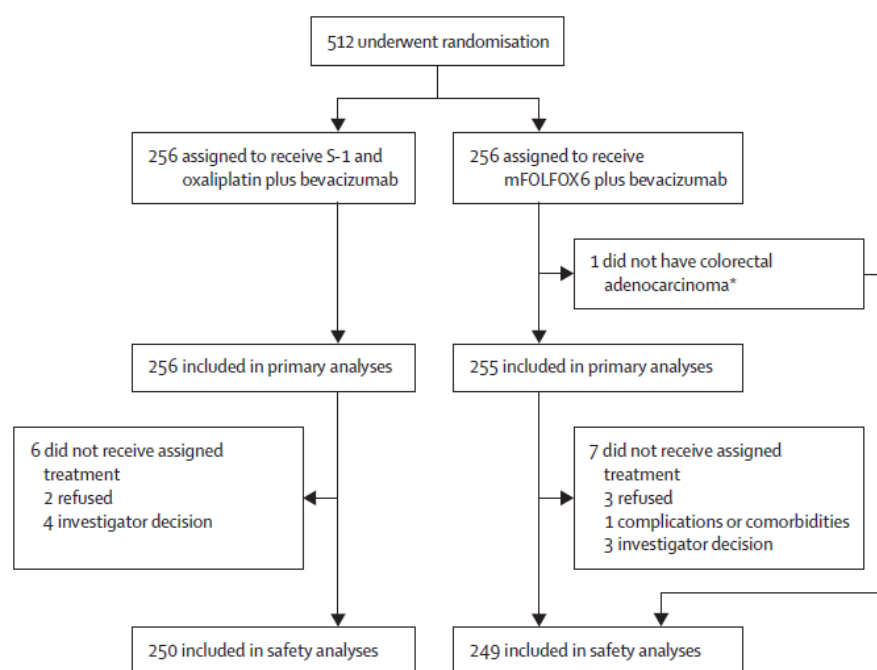 512 underwent randomisation
256 assigned to receive S-1 and
oxaliplatin plus bevacizumab
256 assigned to receive
mFOLFOX6 plus bevacizumab
1 did not have colorectal
adenocarcinoma*
256 included in primary analyses
255 included in primary analyses
6 did not receive assigned
treatment
2 refused
4 investigator decision
7 did not receive assigned
treatment
3 refused
1 complications or comorbidities
3 investigator decision
250 included in safety analyses
249 included in safety analyses